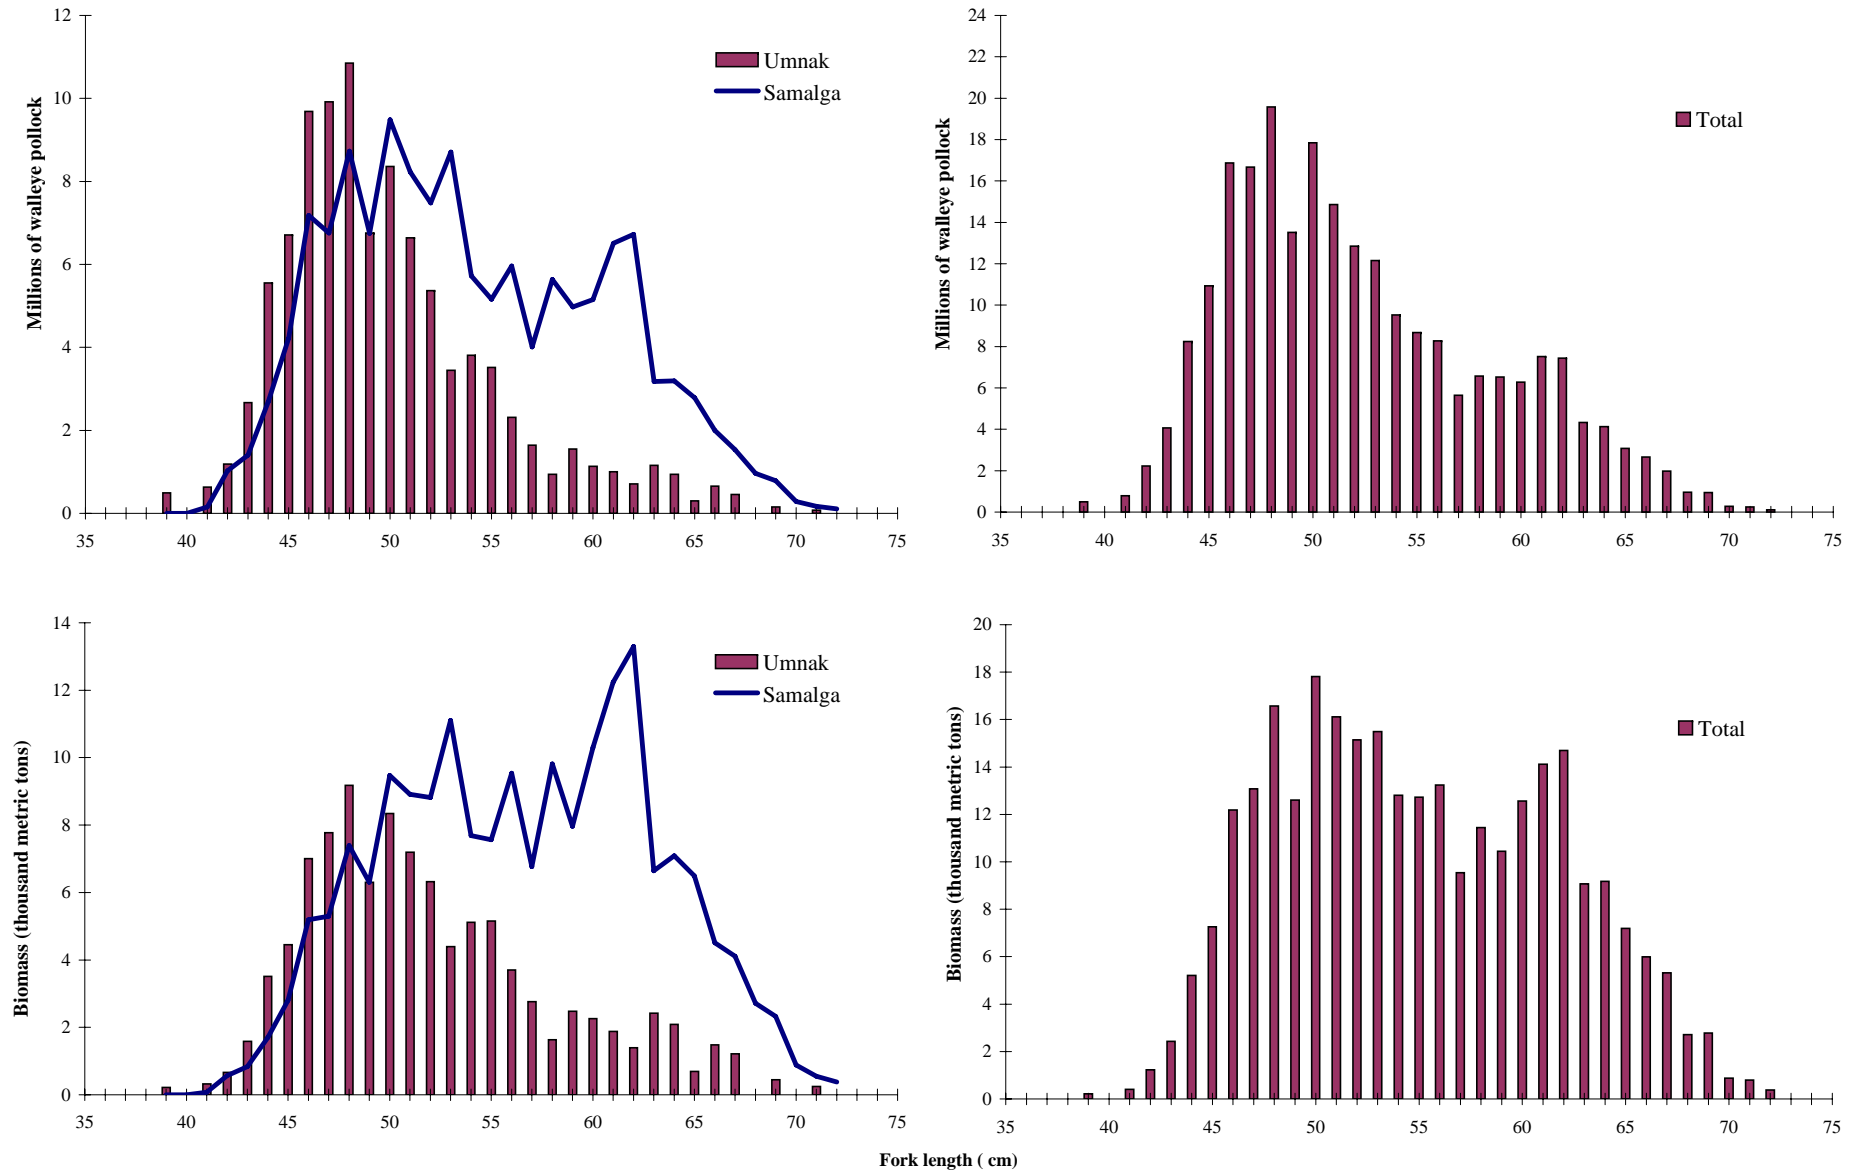 Millions of walleye pollock
12
10
8
6
4
2
0
35 40 45 50 55 60 65 70 75
Umnak
Samalga
Millions of walleye pollock
24
22
20
18
16
14
12
10
8
6
4
2
0
35 40 45 50 55 60 65 70 75
Total
Biomass (thousand metric tons)
14
12
10
8
6
4
2
0
35 40 45 50 55 60 65 70 75
Umnak
Samalga
Biomass (thousand metric tons)
20
18
16
14
12
10
8
6
4
2
0
35 40 45 50 55 60 65 70 75
Total
Fork length ( cm)